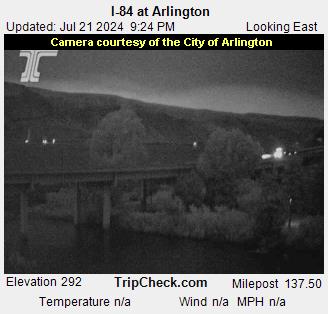 I-84 at Arlington
Updated: Jul 21 2024 9:24 PM Looking East
Camera courtesy of the City of Arlington
Elevation 292 TripCheck.com Milepost 137.50
Temperature n/a Wind n/a MPH n/a